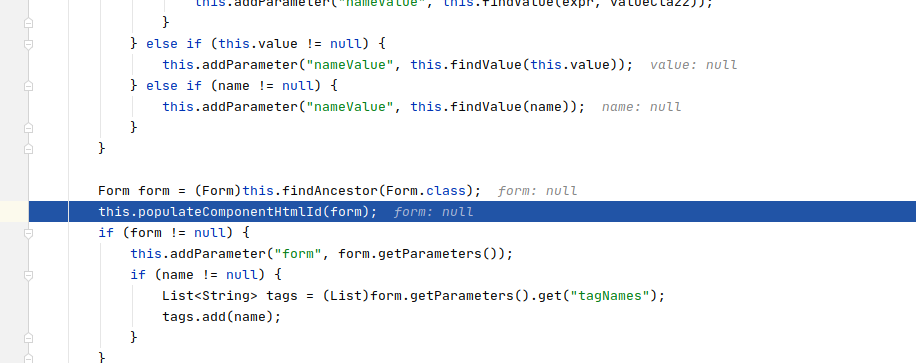 this.addParameter("nameValue", this.findValue(expr, valueClazz));
}
} else if (this.value != null) {
this.addParameter("nameValue", this.findValue(this.value)); value: null
} else if (name != null) {
this.addParameter("nameValue", this.findValue(name)); name: null
}
}
Form form = (Form)this.findAncestor(Form.class); form: null
this.populateComponentHtmlId(form); form: null
if (form != null) {
this.addParameter("form", form.getParameters());
if (name != null) {
List<String> tags = (List)form.getParameters().get("tagNames");
tags.add(name);
}
}